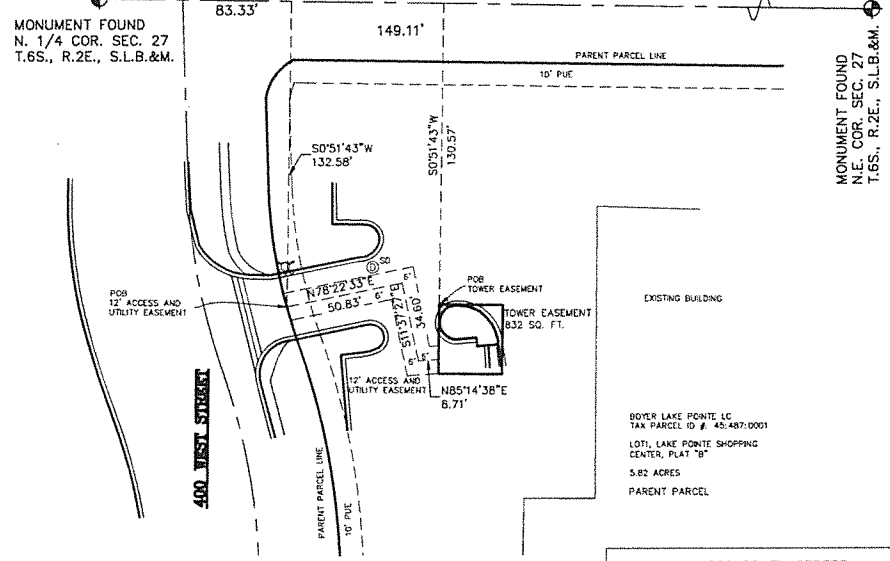 MONUMENT FOUND
N. 1/4 COR. SEC. 27
T.6S., R.2E., S.L.B.&M.
83.33'
149.11'
PARENT PARCEL LINE
10' PUE
MONUMENT FOUND
N.E. COR. SEC. 27
T.6S., R.2E., S.L.B.&M.
S0°51'43"W
132.58'
S0°51'43"W
130.57'
SD
D
POB
12' ACCESS AND
UTILITY EASEMENT
N78°22'33"E
50.83'
6'
6'
S11°37'27"E
34.60'
POB
TOWER EASEMENT
TOWER EASEMENT
832 SQ. FT.
EXISTING BUILDING
6'
12' ACCESS AND
UTILITY EASEMENT
N85°14'38"E
8.71'
400 WEST STREET
PARENT PARCEL LINE
10' PUE
BOYER LAKE POINTE LC
TAX PARCEL ID #: 45:487:0001
LOT1, LAKE POINTE SHOPPING
CENTER, PLAT "B"
5.82 ACRES
PARENT PARCEL